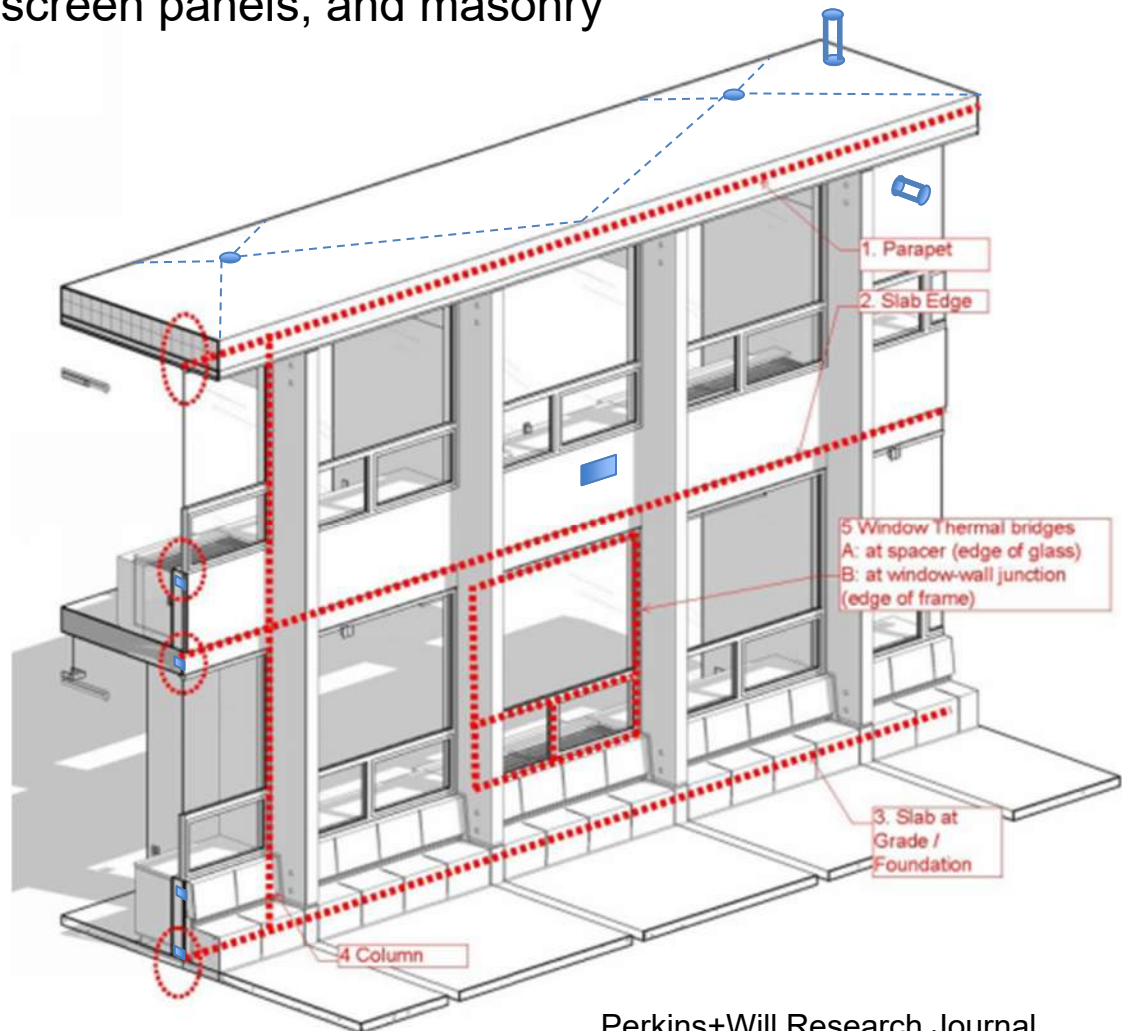 screen panels, and masonry
1. Parapet
2. Slab Edge
5 Window Thermal bridges
A: at spacer (edge of glass)
B: at window-wall junction
(edge of frame)
3. Slab at
Grade /
Foundation
4 Column
Perkins+Will Research Journal